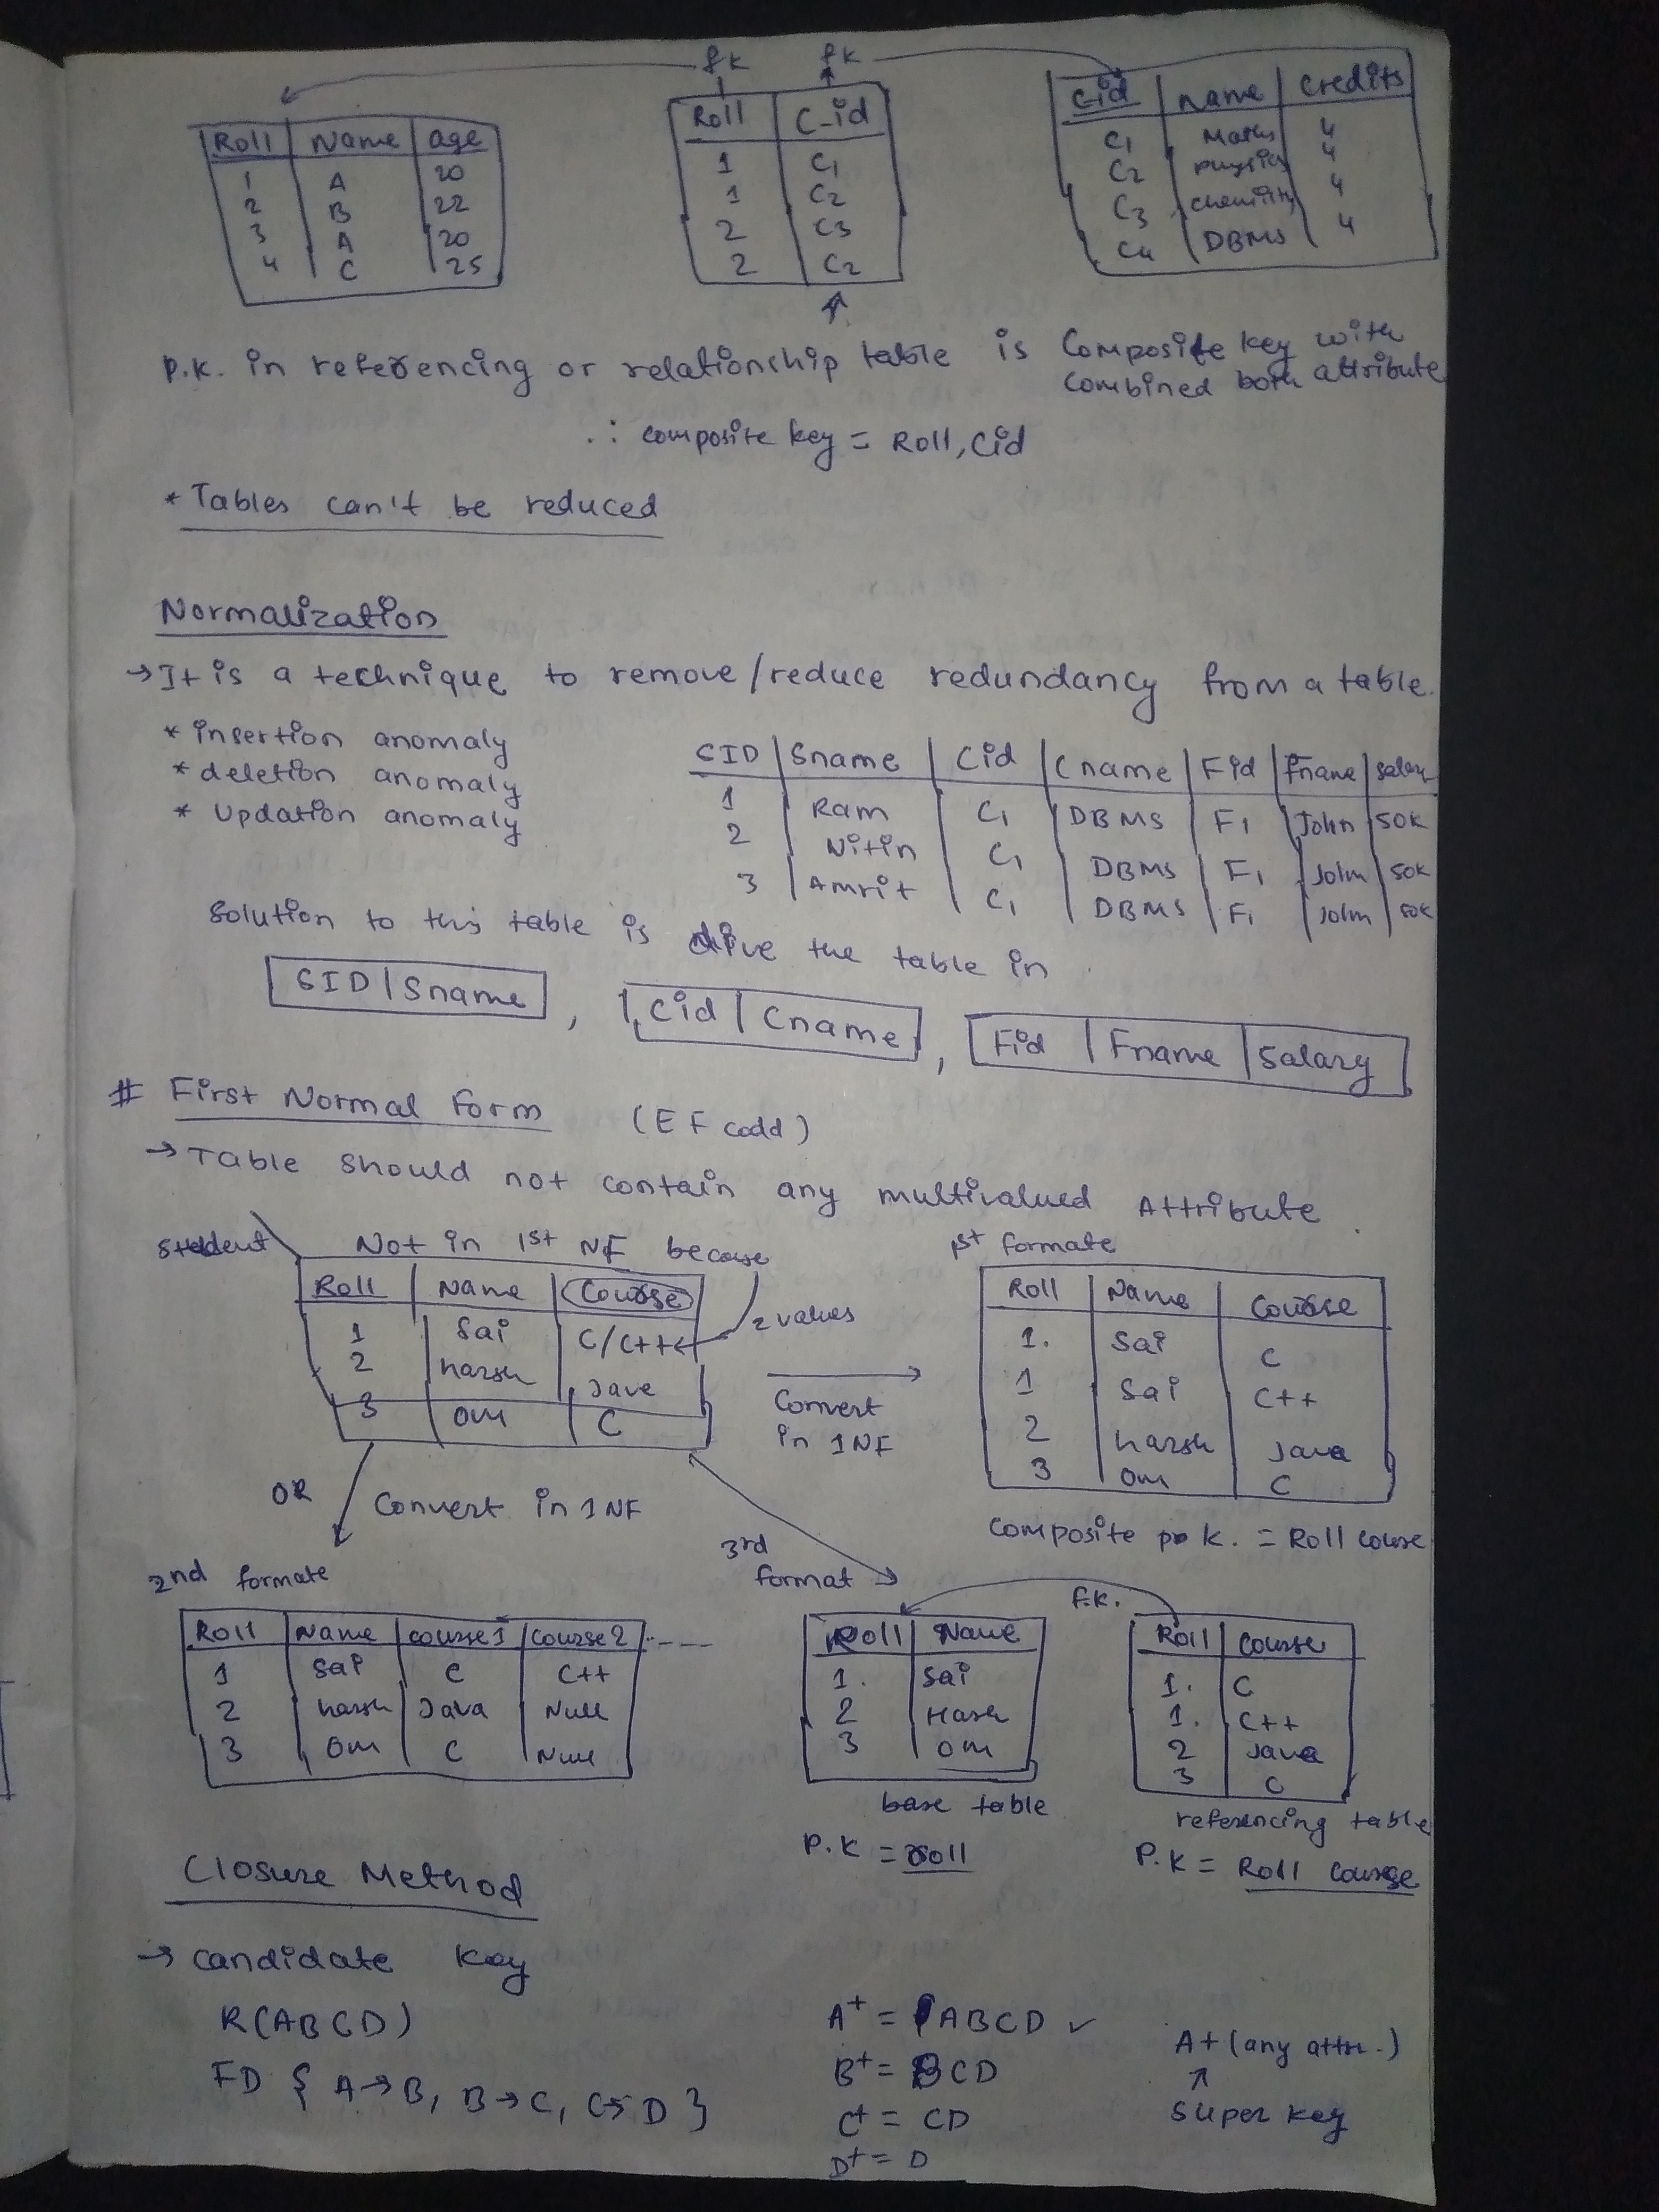 fk fk
Roll Name age
1 A 20
2 B 22
3 A 20
4 C 25
Roll C-id
1 C1
1 C2
2 C3
2 C2
C-id Name Credits
C1 Maths 4
C2 physics 4
C3 chemistry 4
C4 DBMS 4
P.K. in referencing or relationship table is Composite key with
combined both attribute
∴ composite key = Roll, Cid
* Tables can't be reduced
Normalization
→ It is a technique to remove/reduce redundancy from a table.
* insertion anomaly
* deletion anomaly
* Updation anomaly
SID Sname Cid Cname Fid Fname Salary
1 Ram C1 DBMS F1 John 50K
2 Nitin C1 DBMS F1 John 50K
3 Amrit C1 DBMS F1 John 50K
Solution to this table is dive the table in
SID | Sname , Cid | Cname , Fid | Fname | Salary
# First Normal Form (EF codd)
→ Table should not contain any multivalued Attribute.
Student Not in 1st NF because
Roll Name Course
1 Sai C/C++ 2 values
2 harsh Jave
3 Om C
Convert
in 1NF
1st formate
Roll Name Course
1. Sai C
1 Sai C++
2 harsh Java
3 Om C
Composite p.k. = Roll course
OR Convert in 1NF
2nd formate
Roll Name course1 course2 ----
1 Sai C C++
2 harsh Java Null
3 Om C Null
3rd
format
f.k.
Roll Name
1. Sai
2 Harsh
3 Om
base table
P.K = roll
Roll Course
1. C
1. C++
2 Java
3 C
referencing table
P.K = Roll Course
Closure Method
→ Candidate Key
R(ABCD)
FD { A→B, B→C, C→D }
A+ = ABCD ✓
B+ = BCD
C+ = CD
D+ = D
A+ (any attr.)
↑
Super key